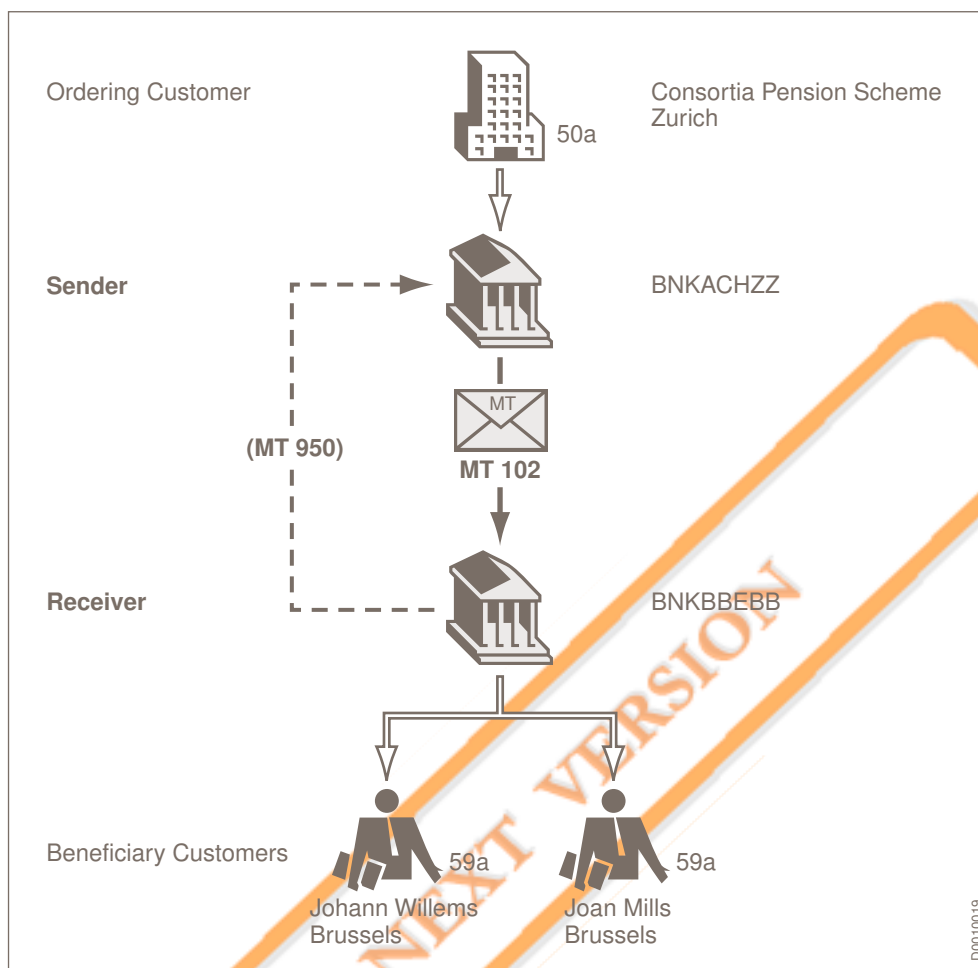 Ordering Customer
50a
Consortia Pension Scheme
Zurich
Sender
BNKACHZZ
MT
(MT 950)
MT 102
Receiver
BNKBBEBB
Beneficiary Customers
59a
59a
Johann Willems
Brussels
Joan Mills
Brussels
NEXT VERSION
D0010019